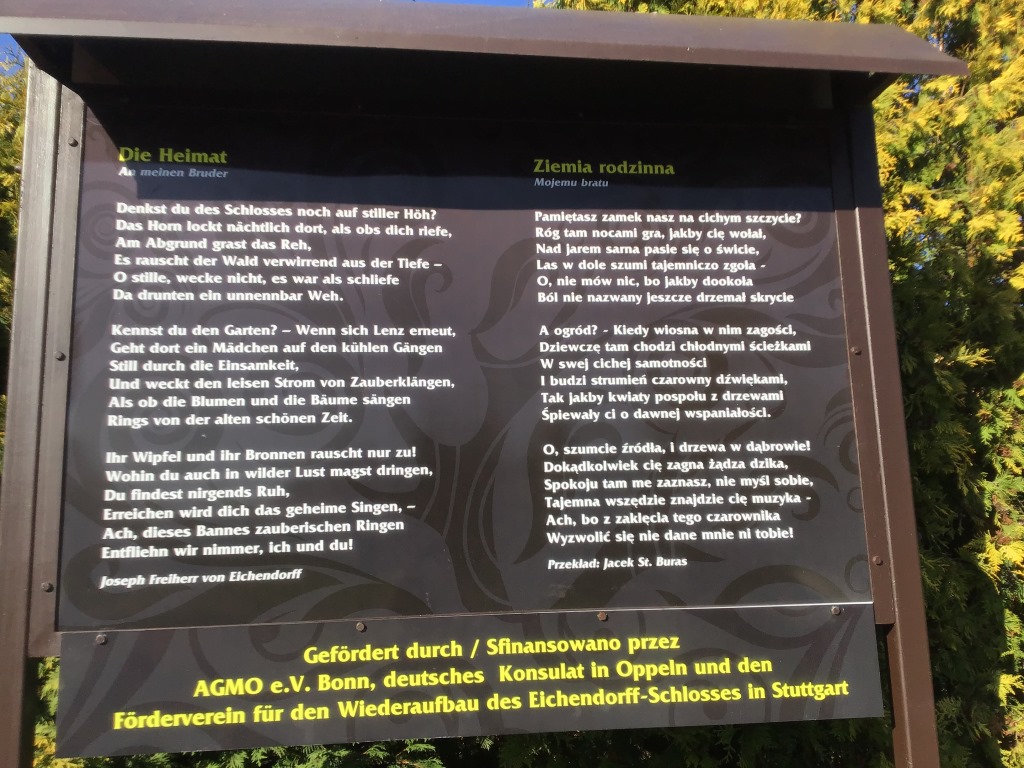 Die Heimat
An meinen Bruder
Denkst du des Schlosses noch auf stiller Höh?
Das Horn lockt nächtlich dort, als obs dich riefe,
Am Abgrund grast das Reh,
Es rauscht der Wald verwirrend aus der Tiefe –
O stille, wecke nicht, es war als schliefe
Da drunten ein unnennbar Weh.
Kennst du den Garten? – Wenn sich Lenz erneut,
Geht dort ein Mädchen auf den kühlen Gängen
Still durch die Einsamkeit,
Und weckt den leisen Strom von Zauberklängen,
Als ob die Blumen und die Bäume sängen
Rings von der alten schönen Zeit.
Ihr Wipfel und ihr Bronnen rauscht nur zu!
Wohin du auch in wilder Lust magst dringen,
Du findest nirgends Ruh,
Erreichen wird dich das geheime Singen, –
Ach, dieses Bannes zauberischen Ringen
Entfliehn wir nimmer, ich und du!
Joseph Freiherr von Eichendorff
Ziemia rodzinna
Mojemu bratu
Pamiętasz zamek nasz na cichym szczycie?
Róg tam nocami gra, jakby cię wołał,
Nad jarem sarna pasie się o świcie,
Las w dole szumi tajemniczo zgoła -
O, nie mów nic, bo jakby dookoła
Ból nie nazwany jeszcze drzemał skrycie
A ogród? - Kiedy wiosna w nim zagości,
Dziewczę tam chodzi chłodnymi ścieżkami
W swej cichej samotności
I budzi strumień czarowny dźwiękami,
Tak jakby kwiaty pospołu z drzewami
Śpiewały ci o dawnej wspaniałości.
O, szumcie źródła, i drzewa w dąbrowie!
Dokądkolwiek cię zagna żądza dzika,
Spokoju tam me zaznasz, nie myśl sobie,
Tajemna wszędzie znajdzie cię muzyka -
Ach, bo z zaklęcia tego czarownika
Wyzwolić się nie dane mnie ni tobie!
Przekład: Jacek St. Buras
Gefördert durch / Sfinansowano przez
AGMO e.V. Bonn, deutsches Konsulat in Oppeln und den
Förderverein für den Wiederaufbau des Eichendorff-Schlosses in Stuttgart